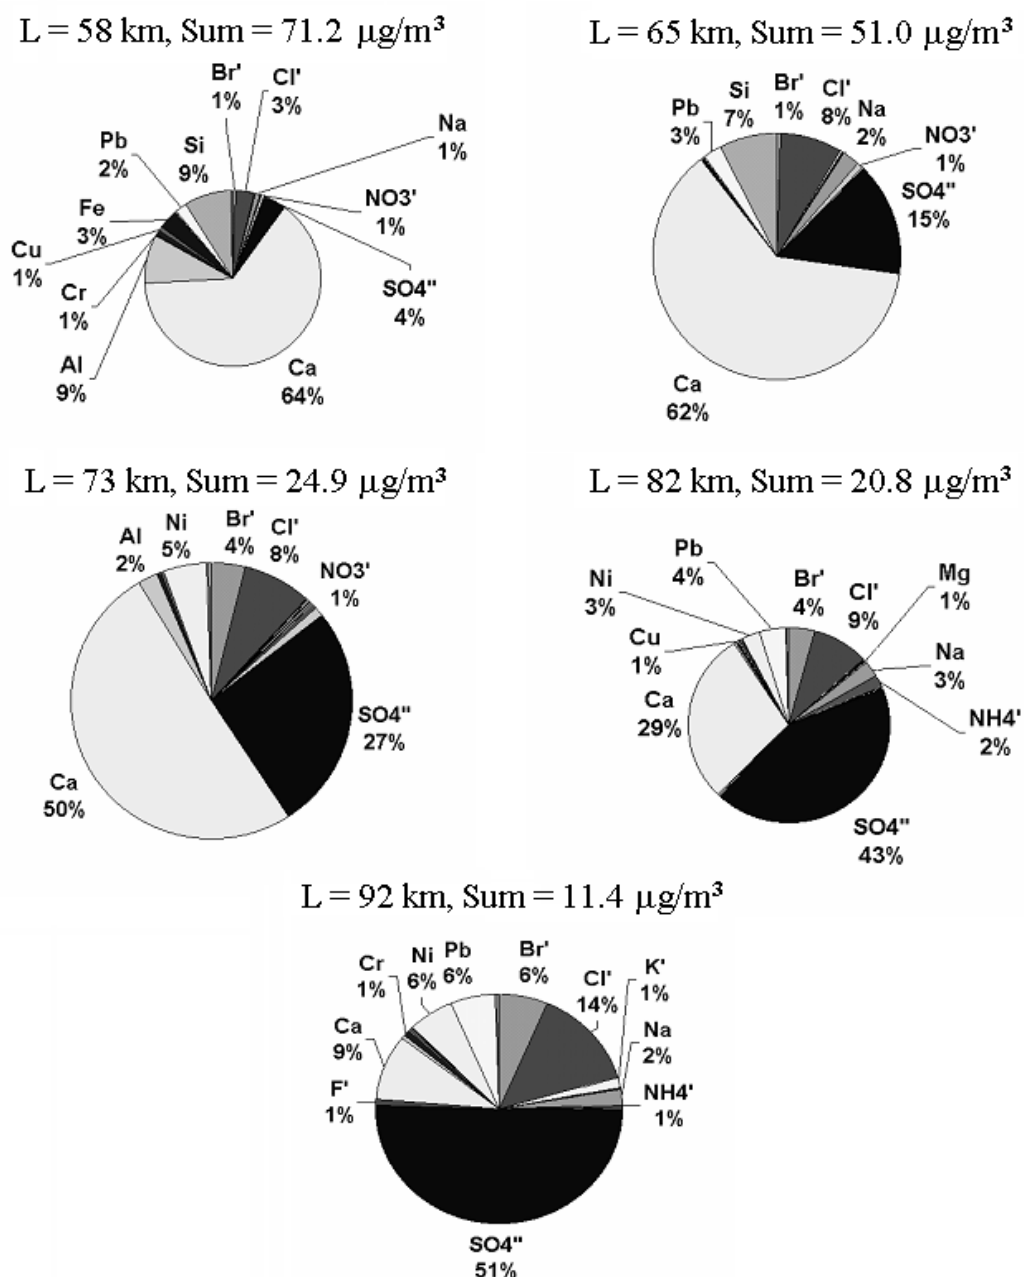 L = 58 km, Sum = 71.2 µg/m³
Br'
1%
Cl'
3%
Na
1%
NO3'
1%
SO4"
4%
Ca
64%
Al
9%
Cr
1%
Cu
1%
Fe
3%
Pb
2%
Si
9%
L = 65 km, Sum = 51.0 µg/m³
Br'
1%
Cl'
8%
Na
2%
NO3'
1%
SO4"
15%
Ca
62%
Pb
3%
Si
7%
L = 73 km, Sum = 24.9 µg/m³
Br'
4%
Cl'
8%
NO3'
1%
SO4"
27%
Ca
50%
Al
2%
Ni
5%
L = 82 km, Sum = 20.8 µg/m³
Br'
4%
Cl'
9%
Mg
1%
Na
3%
NH4'
2%
SO4"
43%
Ca
29%
Cu
1%
Ni
3%
Pb
4%
L = 92 km, Sum = 11.4 µg/m³
Br'
6%
Cl'
14%
K'
1%
Na
2%
NH4'
1%
SO4"
51%
F'
1%
Ca
9%
Cr
1%
Ni
6%
Pb
6%